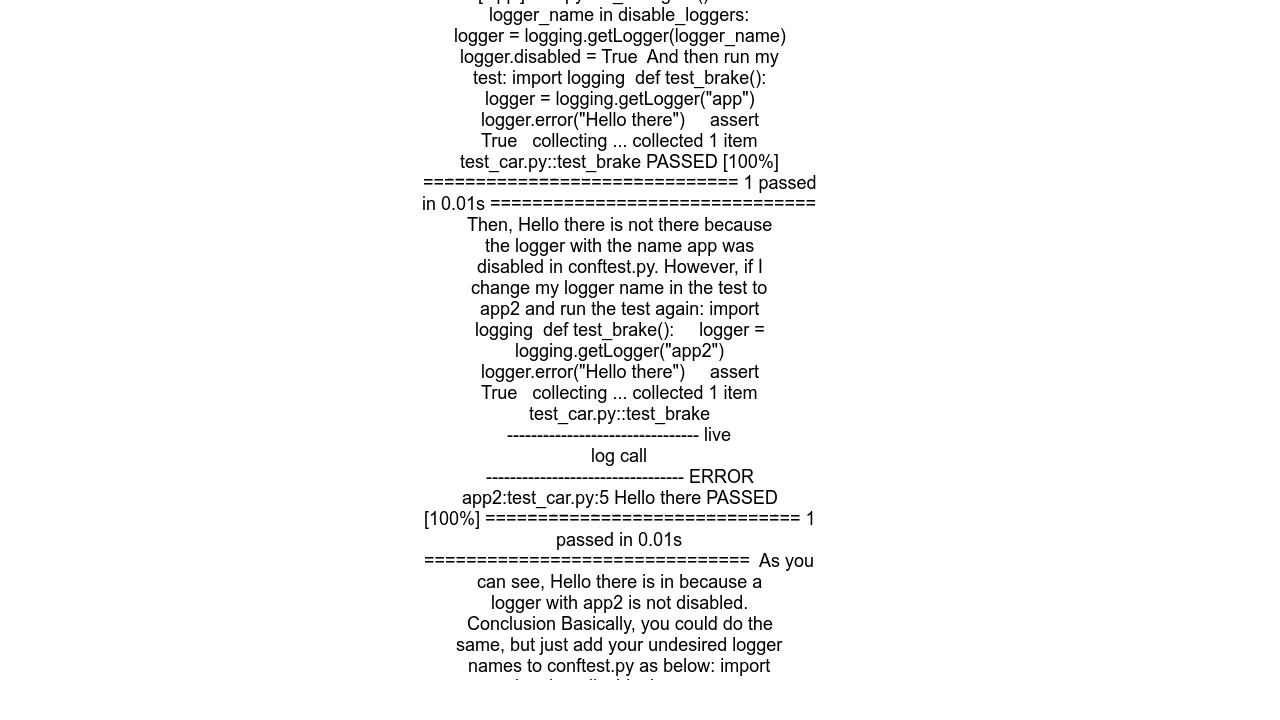 logger_name in disable_loggers:
logger = logging.getLogger(logger_name)
logger.disabled = True  And then run my
test: import logging  def test_brake():
logger = logging.getLogger("app")
logger.error("Hello there")     assert
True   collecting ... collected 1 item
test_car.py::test_brake PASSED [100%]
============================== 1 passed
in 0.01s ===============================
Then, Hello there is not there because
the logger with the name app was
disabled in conftest.py. However, if I
change my logger name in the test to
app2 and run the test again: import
logging  def test_brake():     logger =
logging.getLogger("app2")
logger.error("Hello there")     assert
True   collecting ... collected 1 item
test_car.py::test_brake
-------------------------------- live
log call
--------------------------------- ERROR
app2:test_car.py:5 Hello there PASSED
[100%] ============================== 1
passed in 0.01s
===============================  As you
can see, Hello there is in because a
logger with app2 is not disabled.
Conclusion Basically, you could do the
same, but just add your undesired logger
names to conftest.py as below: import